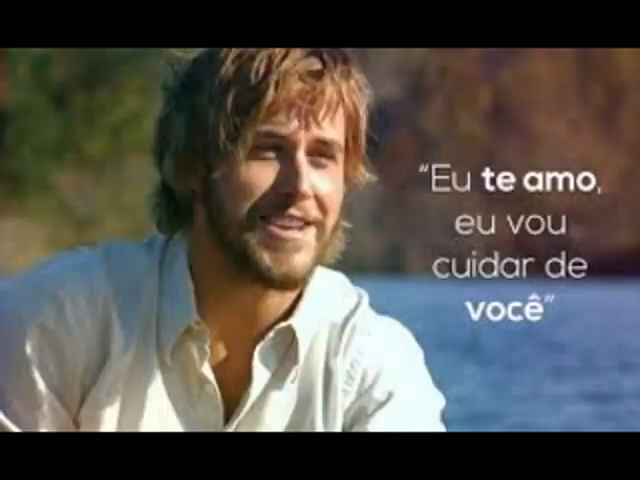 “Eu te amo,
eu vou
cuidar de
você”